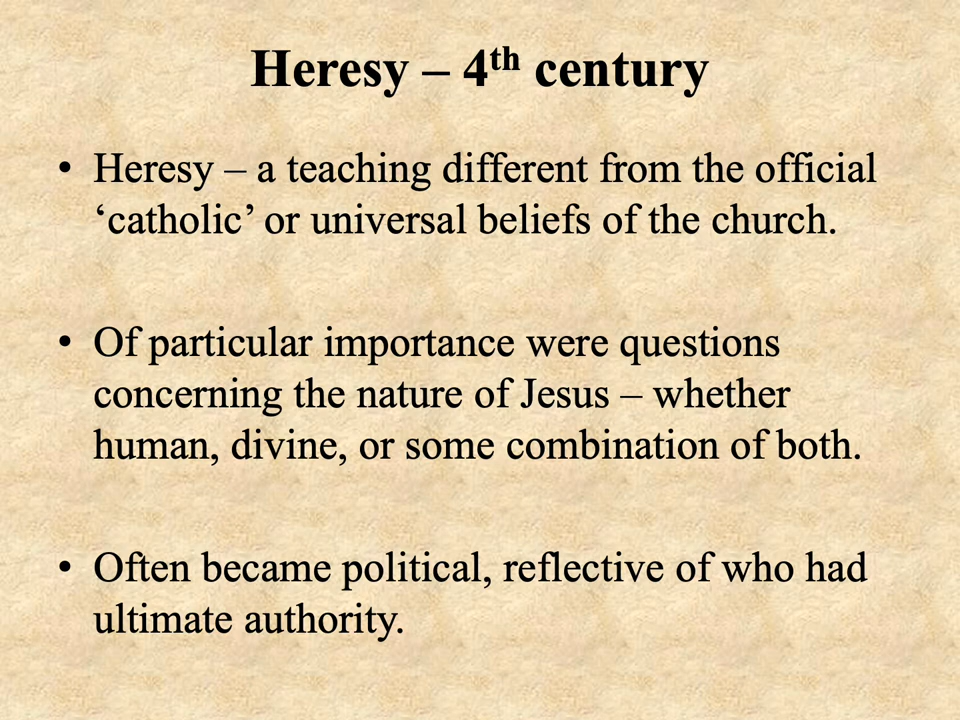 Heresy – 4th century
• Heresy – a teaching different from the official
‘catholic’ or universal beliefs of the church.
• Of particular importance were questions
concerning the nature of Jesus – whether
human, divine, or some combination of both.
• Often became political, reflective of who had
ultimate authority.